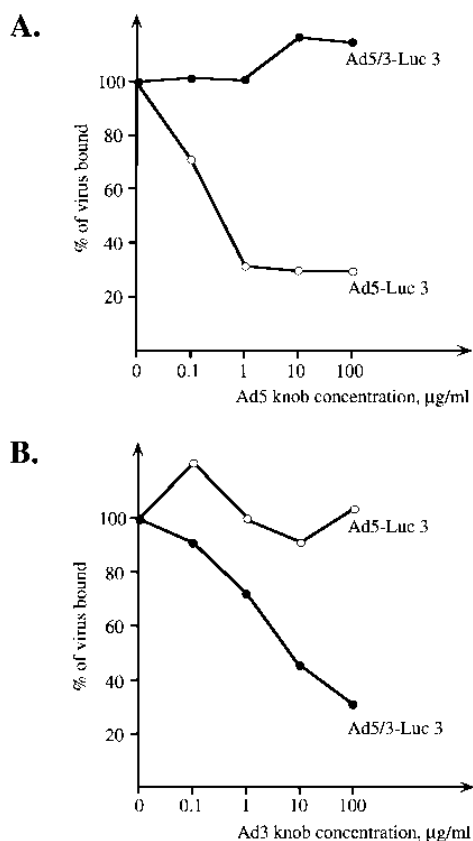 A.
Ad5/3-Luc 3
100
80
60
40
20
% of virus bound
Ad5-Luc 3
0 0.1 1 10 100
Ad5 knob concentration, µg/ml
B.
Ad5-Luc 3
100
80
60
40
20
% of virus bound
Ad5/3-Luc 3
0 0.1 1 10 100
Ad3 knob concentration, µg/ml